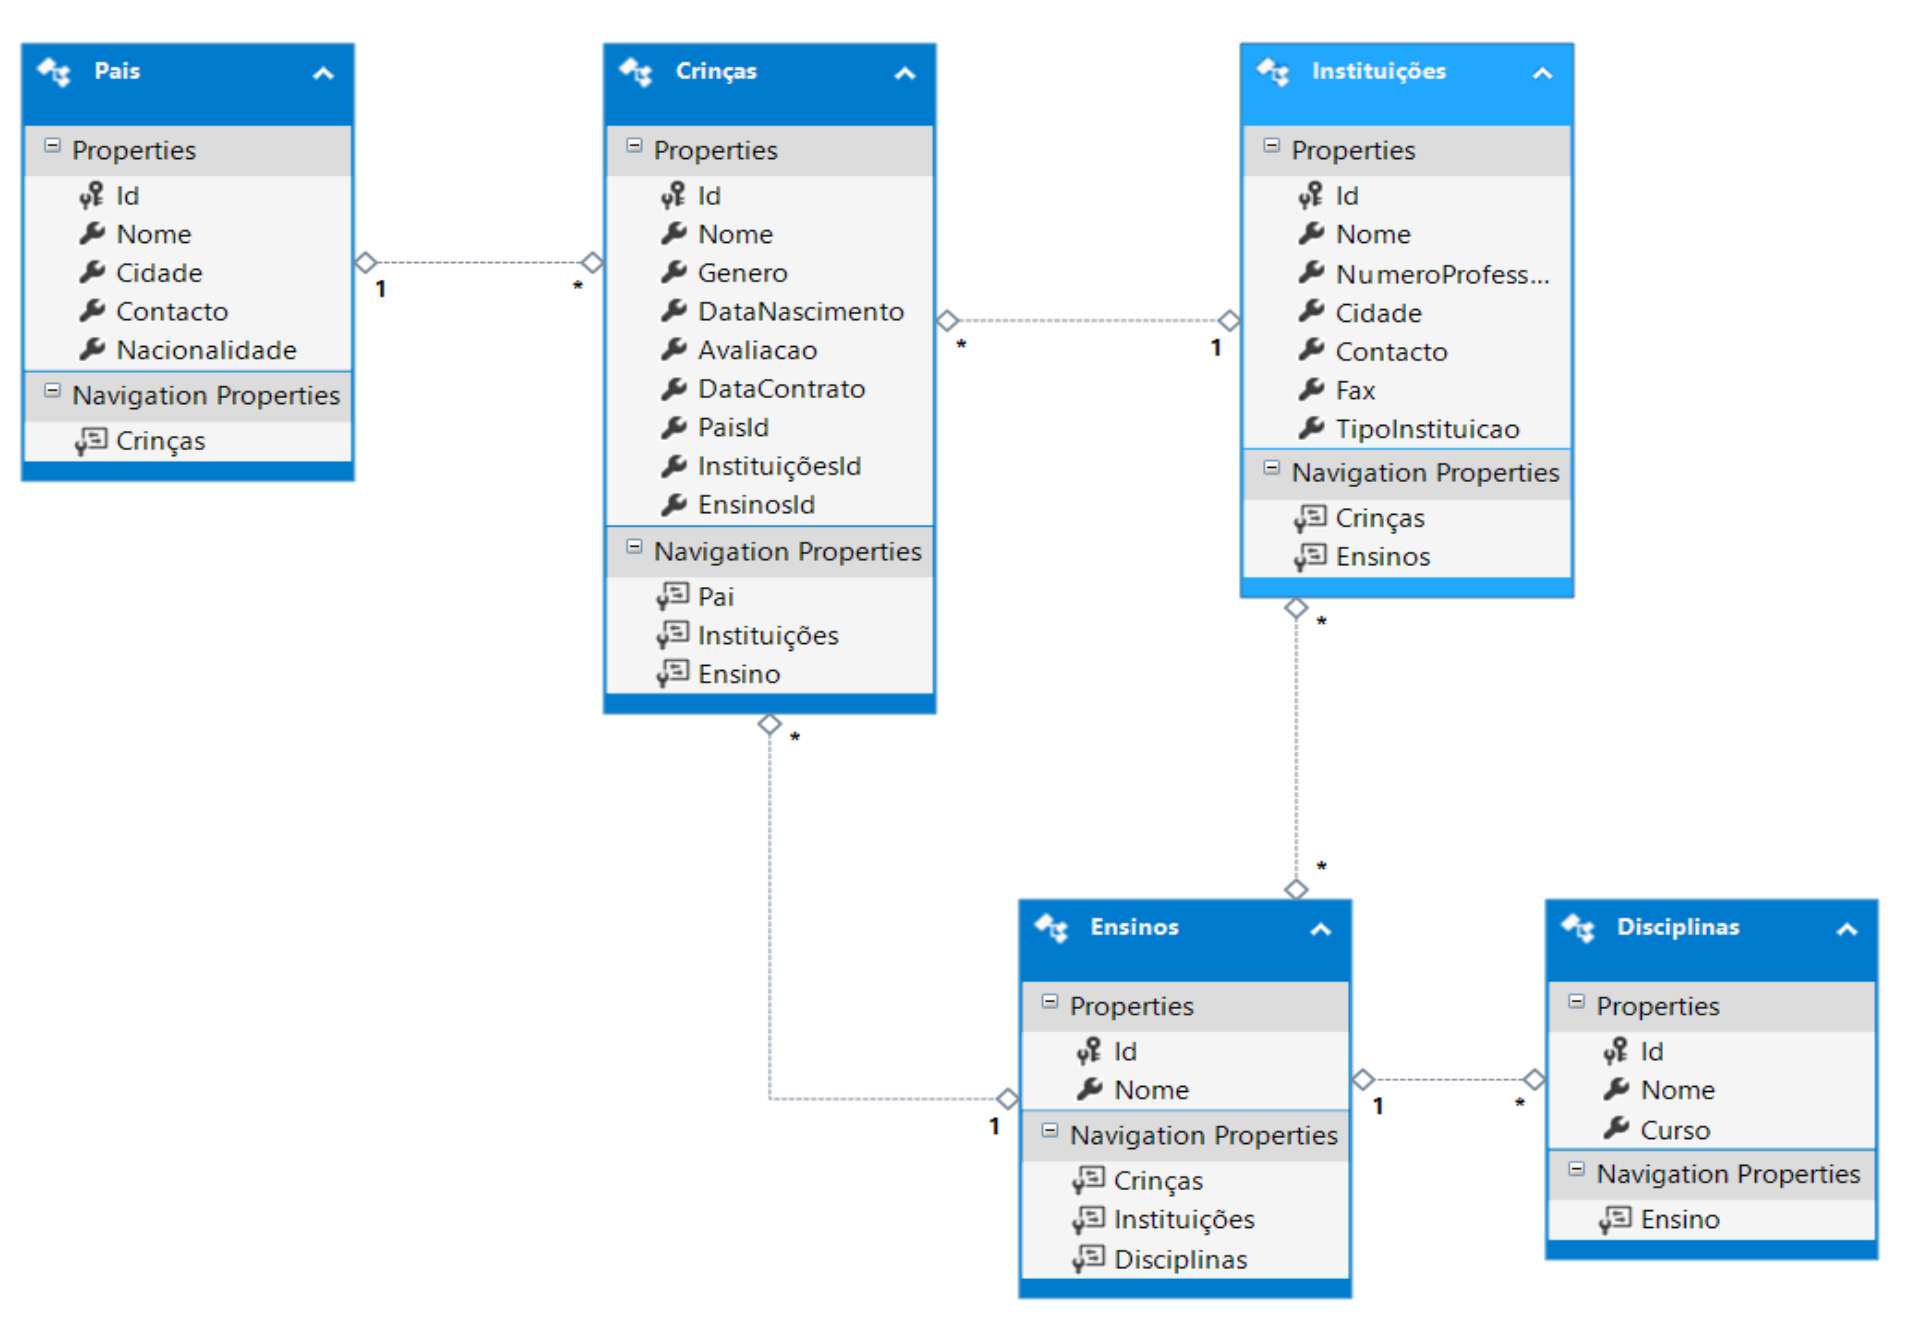 Pais
Properties
Id
Nome
Cidade
Contacto
Nacionalidade
Navigation Properties
Crinças
1
*
Crinças
Properties
Id
Nome
Genero
DataNascimento
Avaliacao
DataContrato
PaisId
InstituiçõesId
EnsinosId
Navigation Properties
Pai
Instituições
Ensino
*
1
Instituições
Properties
Id
Nome
NumeroProfess...
Cidade
Contacto
Fax
TipoInstituicao
Navigation Properties
Crinças
Ensinos
*
*
*
1
Ensinos
Properties
Id
Nome
Navigation Properties
Crinças
Instituições
Disciplinas
1
*
Disciplinas
Properties
Id
Nome
Curso
Navigation Properties
Ensino